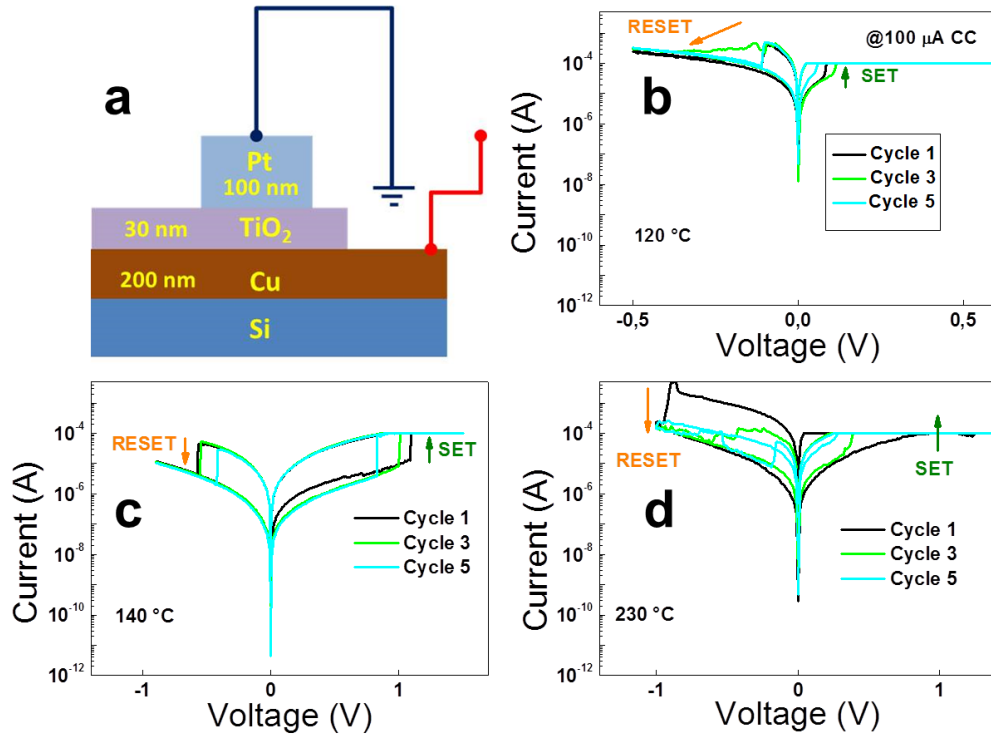 a
Pt
100 nm
30 nm
TiO2
200 nm
Cu
Si
b
RESET
@100 μA CC
SET
Cycle 1
Cycle 3
Cycle 5
120 °C
Current (A)
10-4
10-6
10-8
10-10
10-12
-0,5
0,0
0,5
Voltage (V)
c
RESET
SET
Cycle 1
Cycle 3
Cycle 5
140 °C
Current (A)
10-4
10-6
10-8
10-10
10-12
-1
0
1
Voltage (V)
d
RESET
SET
Cycle 1
Cycle 3
Cycle 5
230 °C
Current (A)
10-4
10-6
10-8
10-10
10-12
-1
0
1
Voltage (V)